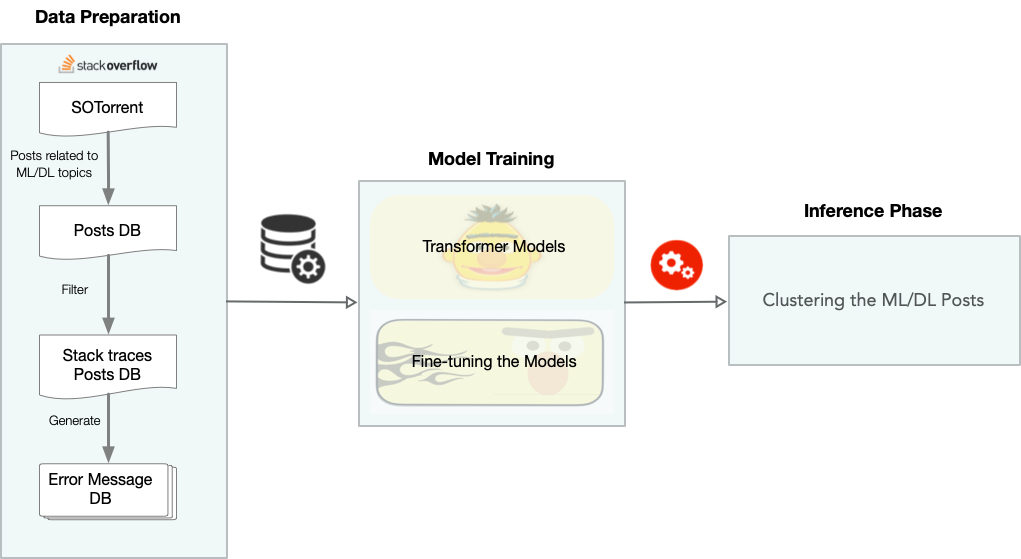 Data Preparation
stackoverflow
SOTorrent
Posts related to
ML/DL topics
Posts DB
Filter
Stack traces
Posts DB
Generate
Error Message
DB
Model Training
Transformer Models
Fine-tuning the Models
Inference Phase
Clustering the ML/DL Posts